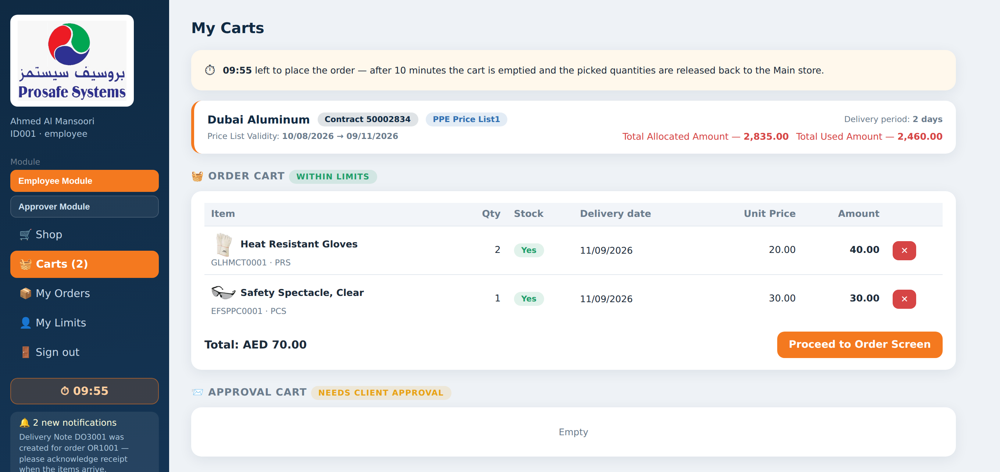 بروسيف سيستمز
Prosafe Systems
Ahmed Al Mansoori
ID001 · employee
Module
Employee Module
Approver Module
Shop
Carts (2)
My Orders
My Limits
Sign out
09:55
2 new notifications
Delivery Note DO3001 was
created for order OR1001 —
please acknowledge receipt
when the items arrive.
My Carts
09:55 left to place the order — after 10 minutes the cart is emptied and the picked quantities are released back to the Main store.
Dubai Aluminum Contract 50002834 PPE Price List1 Delivery period: 2 days
Price List Validity: 10/08/2026 → 09/11/2026 Total Allocated Amount — 2,835.00 Total Used Amount — 2,460.00
ORDER CART WITHIN LIMITS
Item Qty Stock Delivery date Unit Price Amount
Heat Resistant Gloves 2 Yes 11/09/2026 20.00 40.00 ✕
GLHMCT0001 · PRS
Safety Spectacle, Clear 1 Yes 11/09/2026 30.00 30.00 ✕
EFSPPC0001 · PCS
Total: AED 70.00 Proceed to Order Screen
APPROVAL CART NEEDS CLIENT APPROVAL
Empty